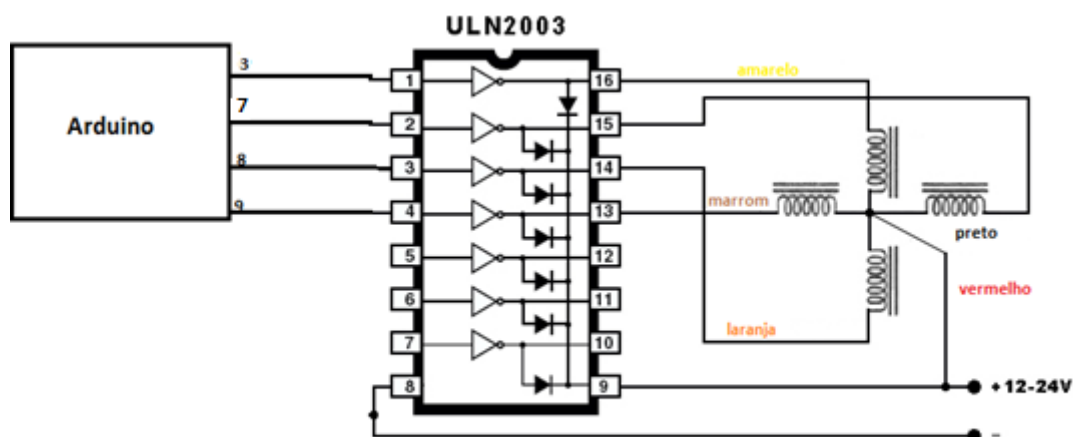 ULN2003
Arduino
3
7
8
9
1
2
3
4
5
6
7
8
16
15
14
13
12
11
10
9
amarelo
marrom
preto
vermelho
laranja
+12-24V
-